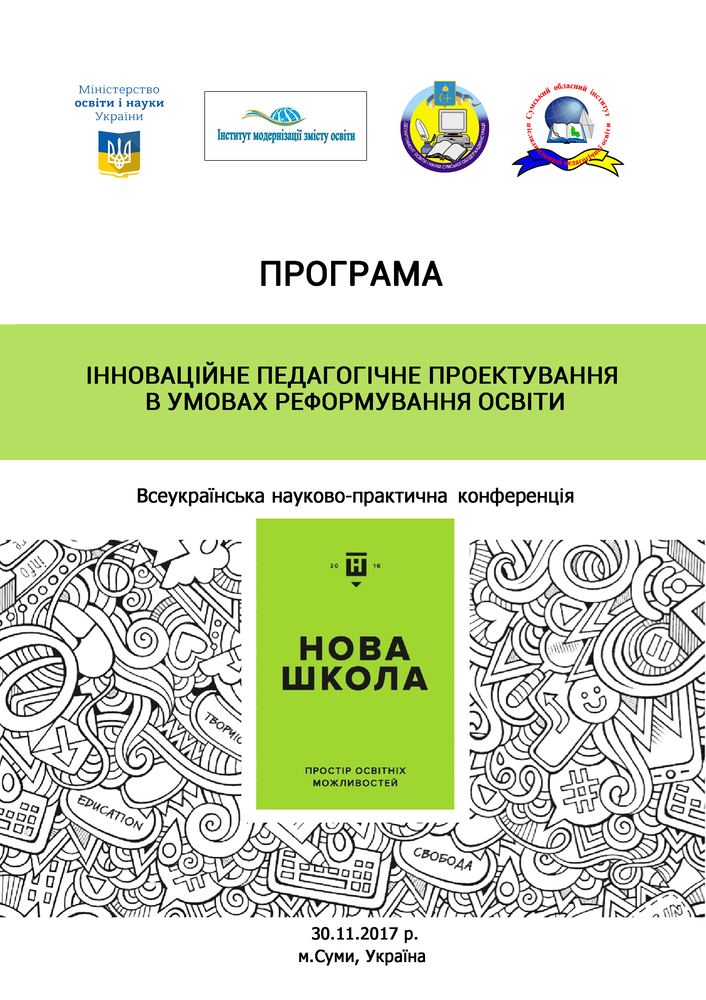 Міністерство
освіти і науки
України
Інститут модернізації змісту освіти
ДЕПАРТАМЕНТ ОСВІТИ І НАУКИ СУМСЬКОЇ ОБЛДЕРЖАДМІНІСТРАЦІЇ
Сумський обласний інститут
післядипломної педагогічної освіти
ПРОГРАМА
ІННОВАЦІЙНЕ ПЕДАГОГІЧНЕ ПРОЕКТУВАННЯ
В УМОВАХ РЕФОРМУВАННЯ ОСВІТИ
Всеукраїнська науково-практична конференція
info
20 Н 16
НОВА
ШКОЛА
ТВОРЧІС
ПРОСТІР ОСВІТНІХ
МОЖЛИВОСТЕЙ
#
EDUCATION
СВОБОДА
#
IN
30.11.2017 р.
м.Суми, Україна